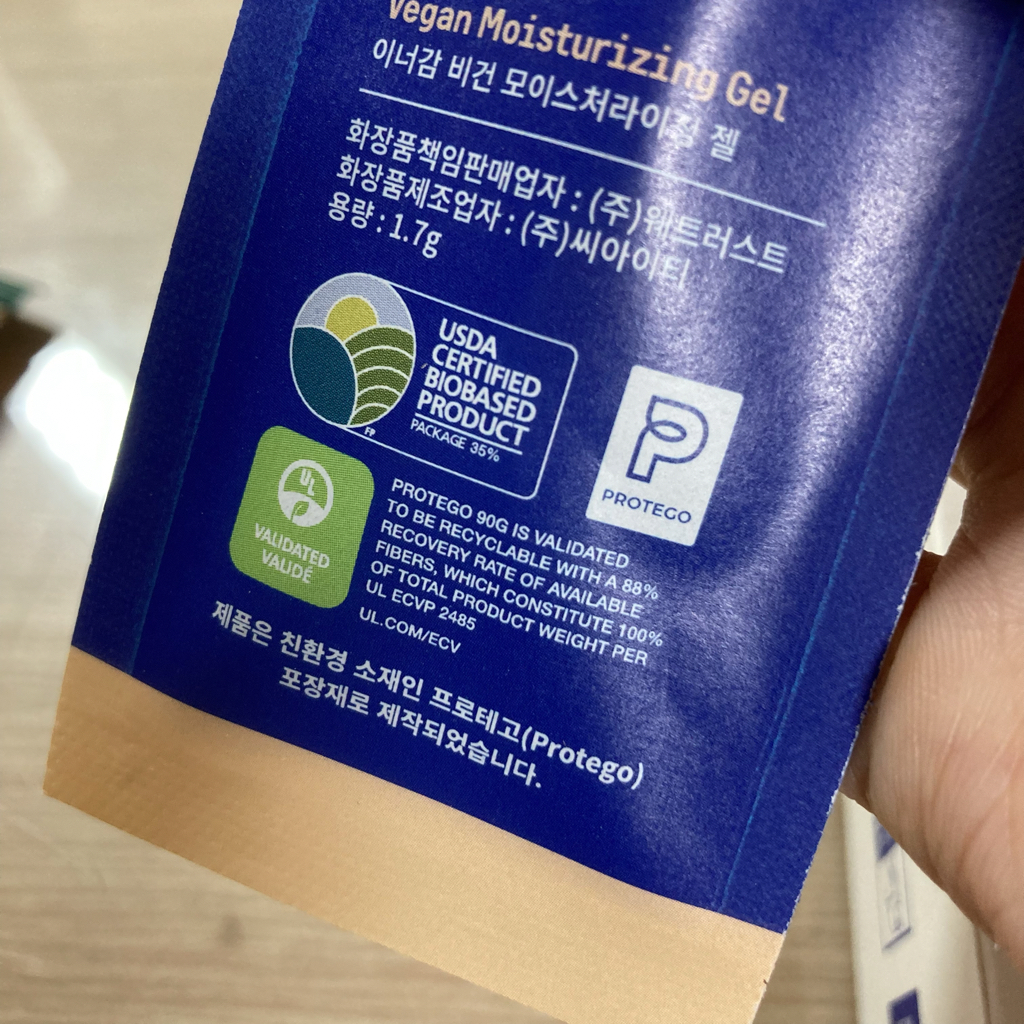 Vegan Moisturizing Gel
이너감 비건 모이스처라이징 젤
화장품책임판매업자 : (주)웨트러스트
화장품제조업자 : (주)씨아이티
용량 : 1.7g
USDA
CERTIFIED
BIOBASED
PRODUCT
PACKAGE 35%
FP
PROTEGO
UL
VALIDATED
VALIDÉ
PROTEGO 90G IS VALIDATED
TO BE RECYCLABLE WITH A 88%
RECOVERY RATE OF AVAILABLE
FIBERS, WHICH CONSTITUTE 100%
OF TOTAL PRODUCT WEIGHT PER
UL ECVP 2485
UL.COM/ECV
제품은 친환경 소재인 프로테고(Protego)
포장재로 제작되었습니다.